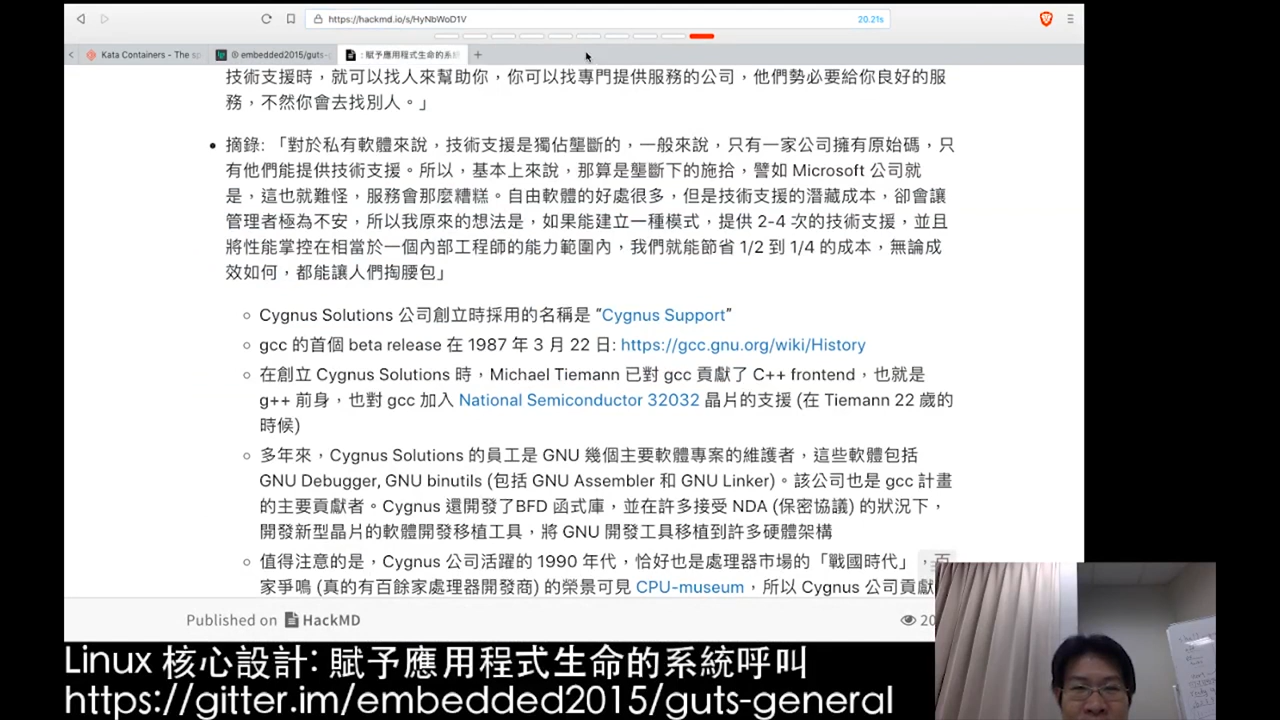 https://hackmd.io/s/HyNbWoD1V
20.21s
Kata Containers - The sp
embedded2015/guts-
: 賦予應用程式生命的系統
技術支援時，就可以找人來幫助你，你可以找專門提供服務的公司，他們勢必要給你良好的服
務，不然你會去找別人。」
摘錄: 「對於私有軟體來說，技術支援是獨佔壟斷的，一般來說，只有一家公司擁有原始碼，只
有他們能提供技術支援。所以，基本上來說，那算是壟斷下的施捨，譬如 Microsoft 公司就
是，這也就難怪，服務會那麼糟糕。自由軟體的好處很多，但是技術支援的潛藏成本，卻會讓
管理者極為不安，所以我原來的想法是，如果能建立一種模式，提供 2-4 次的技術支援，並且
將性能掌控在相當於一個內部工程師的能力範圍內，我們就能節省 1/2 到 1/4 的成本，無論成
效如何，都能讓人們掏腰包」
Cygnus Solutions 公司創立時採用的名稱是 “Cygnus Support”
gcc 的首個 beta release 在 1987 年 3 月 22 日: https://gcc.gnu.org/wiki/History
在創立 Cygnus Solutions 時，Michael Tiemann 已對 gcc 貢獻了 C++ frontend，也就是
g++ 前身，也對 gcc 加入 National Semiconductor 32032 晶片的支援 (在 Tiemann 22 歲的
時候)
多年來，Cygnus Solutions 的員工是 GNU 幾個主要軟體專案的維護者，這些軟體包括
GNU Debugger, GNU binutils (包括 GNU Assembler 和 GNU Linker)。該公司也是 gcc 計畫
的主要貢獻者。Cygnus 還開發了BFD 函式庫，並在許多接受 NDA (保密協議) 的狀況下，
開發新型晶片的軟體開發移植工具，將 GNU 開發工具移植到許多硬體架構
值得注意的是，Cygnus 公司活躍的 1990 年代，恰好也是處理器市場的「戰國時代」，百
家爭鳴 (真的有百餘家處理器開發商) 的榮景可見 CPU-museum，所以 Cygnus 公司貢獻
Published on HackMD
20
Linux 核心設計: 賦予應用程式生命的系統呼叫
https://gitter.im/embedded2015/guts-general